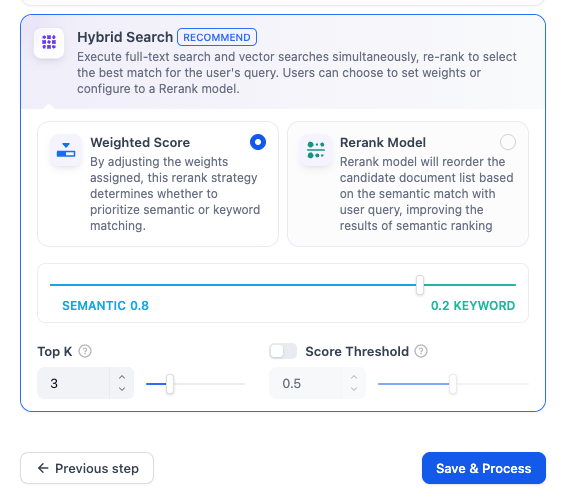 Hybrid Search RECOMMEND
Execute full-text search and vector searches simultaneously, re-rank to select
the best match for the user's query. Users can choose to set weights or
configure to a Rerank model.
Weighted Score
By adjusting the weights
assigned, this rerank strategy
determines whether to
prioritize semantic or keyword
matching.
Rerank Model
Rerank model will reorder the
candidate document list based
on the semantic match with
user query, improving the
results of semantic ranking
SEMANTIC 0.8
0.2 KEYWORD
Top K ?
3
Score Threshold ?
0.5
← Previous step
Save & Process